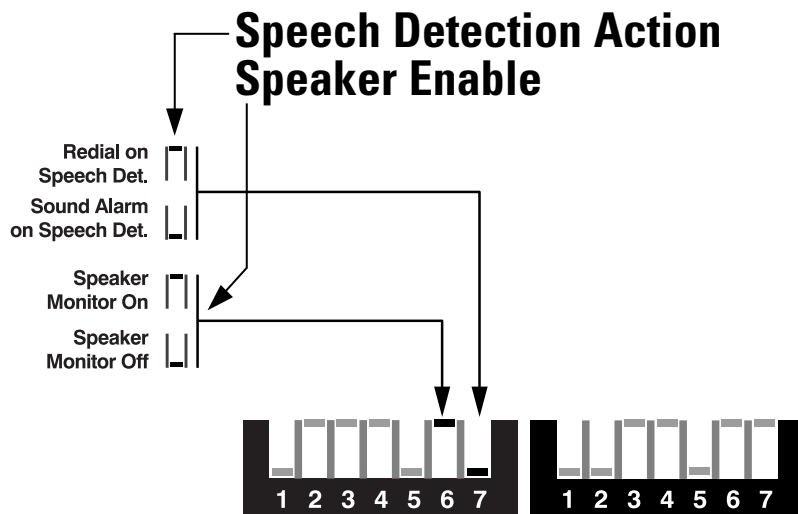 Speech Detection Action
Speaker Enable
Redial on
Speech Det.
Sound Alarm
on Speech Det.
Speaker
Monitor On
Speaker
Monitor Off
1 2 3 4 5 6 7
1 2 3 4 5 6 7